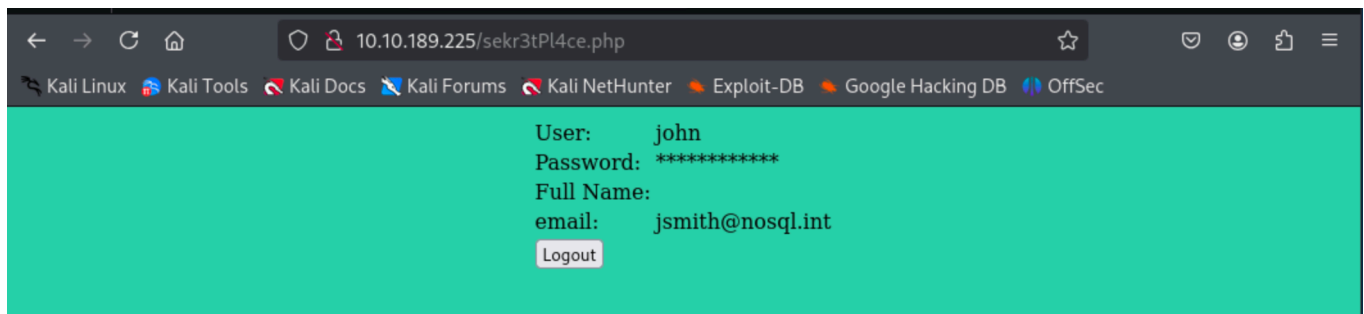 10.10.189.225/sekr3tPl4ce.php
Kali Linux Kali Tools Kali Docs Kali Forums Kali NetHunter Exploit-DB Google Hacking DB OffSec
User: john
Password: ************
Full Name:
email: jsmith@nosql.int
Logout